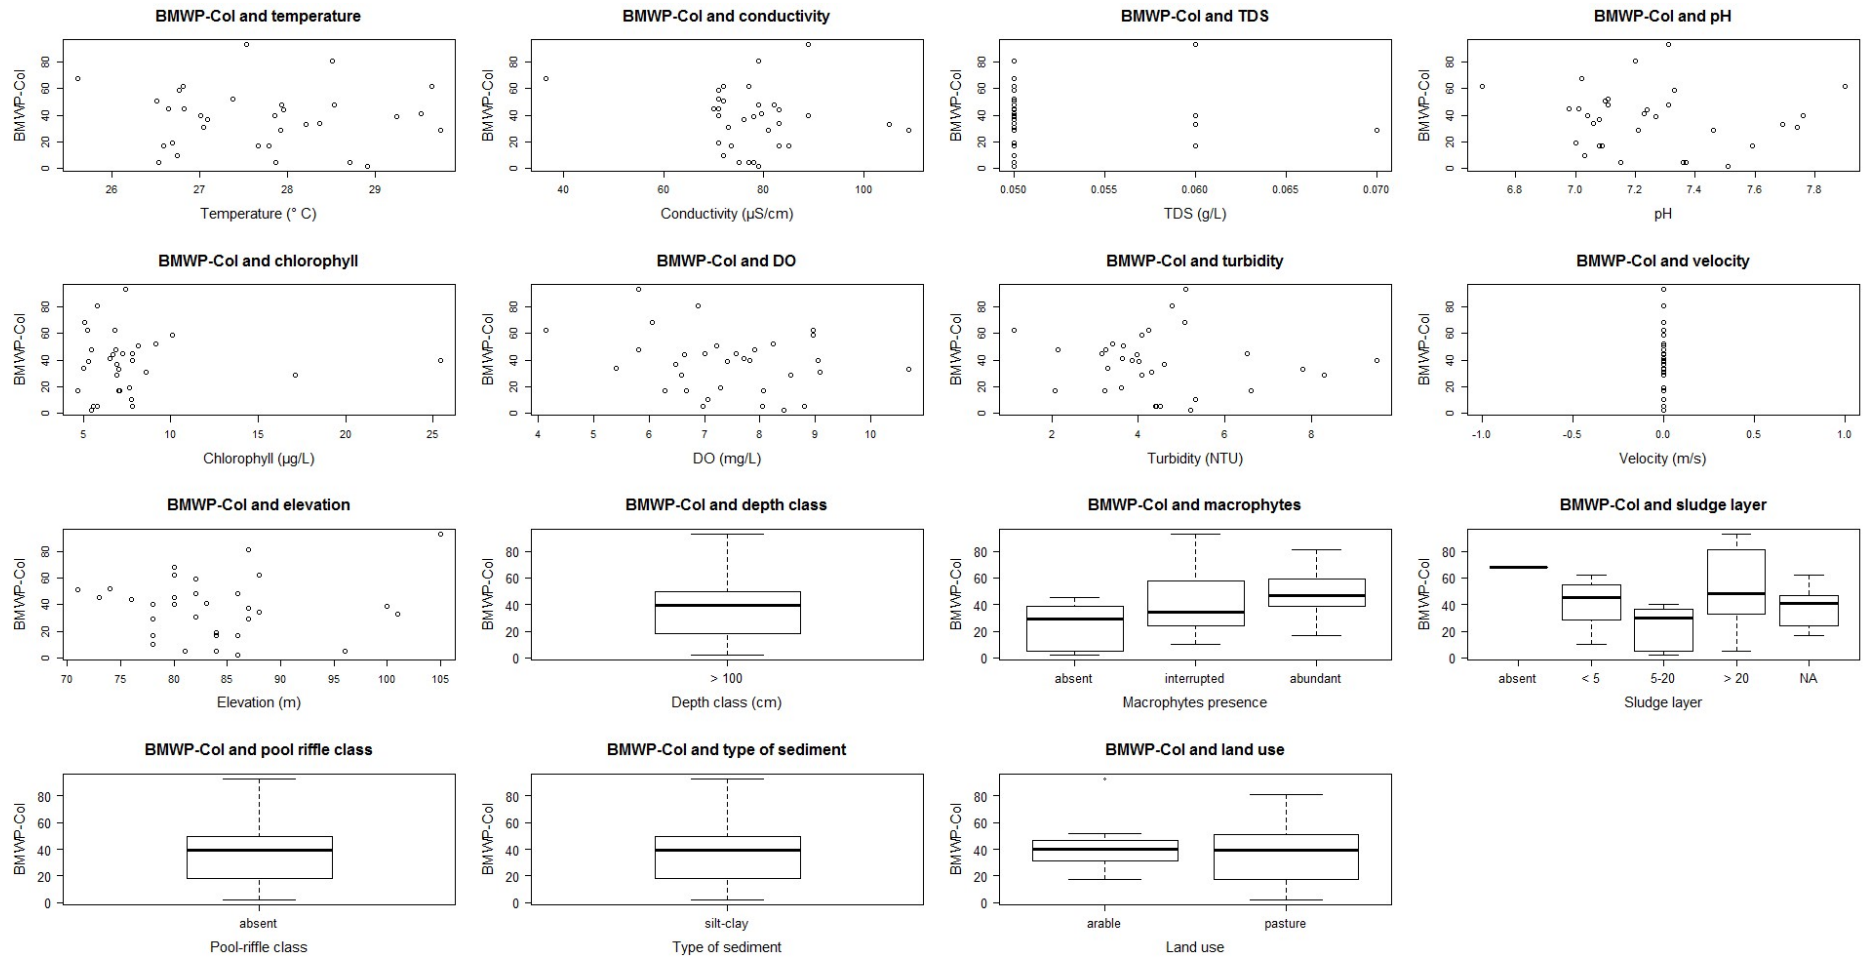 BMWP-Col and temperature
BMWP-Col
0 20 40 60 80
26 27 28 29
Temperature (° C)
BMWP-Col and conductivity
BMWP-Col
0 20 40 60 80
40 60 80 100
Conductivity (µS/cm)
BMWP-Col and TDS
BMWP-Col
0 20 40 60 80
0.050 0.055 0.060 0.065 0.070
TDS (g/L)
BMWP-Col and pH
BMWP-Col
0 20 40 60 80
6.8 7.0 7.2 7.4 7.6 7.8
pH
BMWP-Col and chlorophyll
BMWP-Col
0 20 40 60 80
5 10 15 20 25
Chlorophyll (µg/L)
BMWP-Col and DO
BMWP-Col
0 20 40 60 80
4 5 6 7 8 9 10
DO (mg/L)
BMWP-Col and turbidity
BMWP-Col
0 20 40 60 80
2 4 6 8
Turbidity (NTU)
BMWP-Col and velocity
BMWP-Col
0 20 40 60 80
-1.0 -0.5 0.0 0.5 1.0
Velocity (m/s)
BMWP-Col and elevation
BMWP-Col
0 20 40 60 80
70 75 80 85 90 95 100 105
Elevation (m)
BMWP-Col and depth class
BMWP-Col
0 20 40 60 80
> 100
Depth class (cm)
BMWP-Col and macrophytes
BMWP-Col
0 20 40 60 80
absent interrupted abundant
Macrophytes presence
BMWP-Col and sludge layer
BMWP-Col
0 20 40 60 80
absent < 5 5-20 > 20 NA
Sludge layer
BMWP-Col and pool riffle class
BMWP-Col
0 20 40 60 80
absent
Pool-riffle class
BMWP-Col and type of sediment
BMWP-Col
0 20 40 60 80
silt-clay
Type of sediment
BMWP-Col and land use
BMWP-Col
0 20 40 60 80
arable pasture
Land use